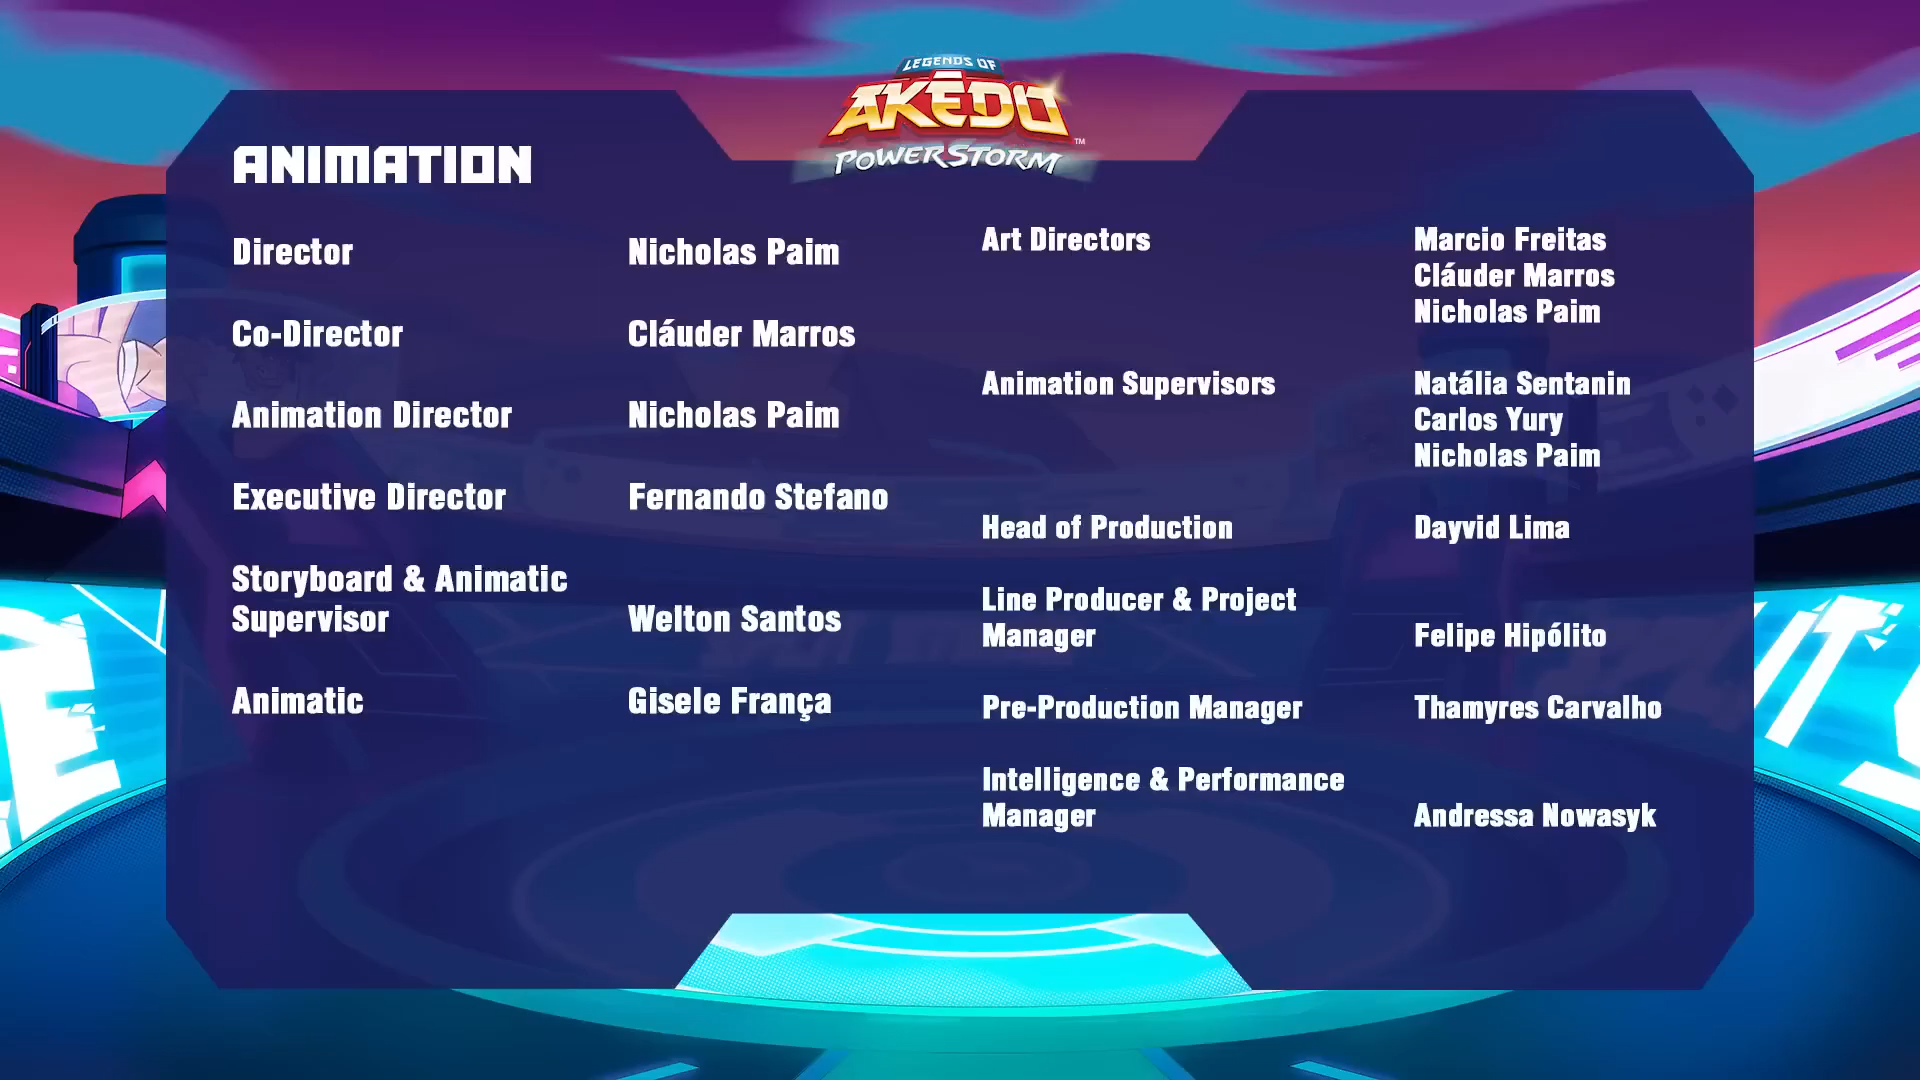 LEGENDS OF
AKEDO
POWERSTORM
™
ANIMATION
Director Nicholas Paim
Co-Director Cláuder Marros
Animation Director Nicholas Paim
Executive Director Fernando Stefano
Storyboard & Animatic
Supervisor Welton Santos
Animatic Gisele França
Art Directors Marcio Freitas
Cláuder Marros
Nicholas Paim
Animation Supervisors Natália Sentanin
Carlos Yury
Nicholas Paim
Head of Production Dayvid Lima
Line Producer & Project
Manager Felipe Hipólito
Pre-Production Manager Thamyres Carvalho
Intelligence & Performance
Manager Andressa Nowasyk